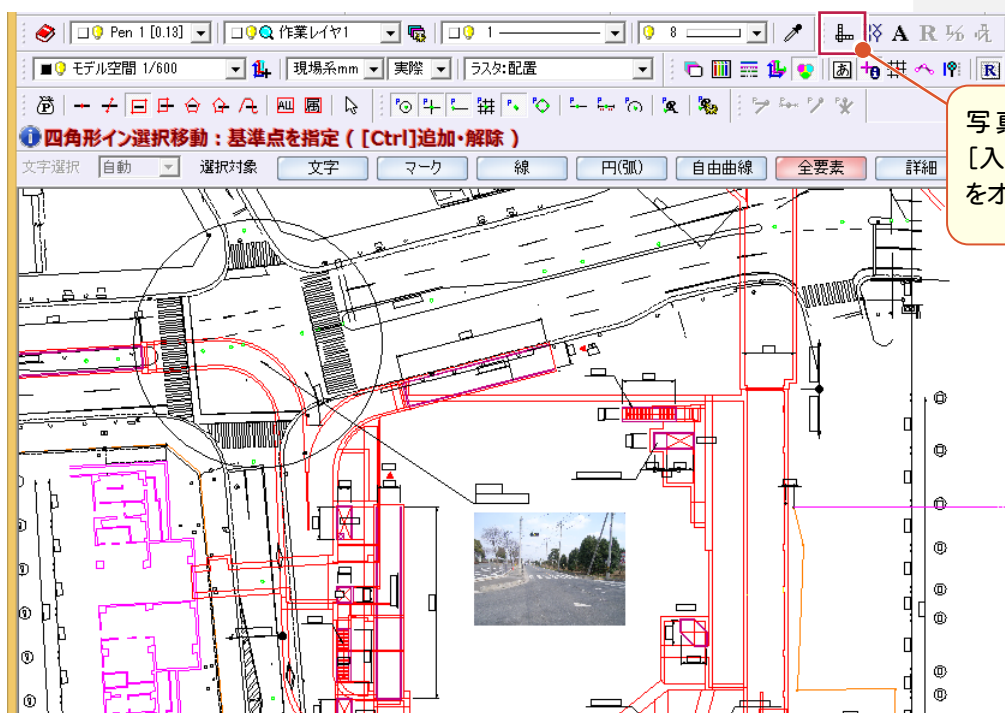 Pen 1 [0.13] 作業レイヤ1 1 8 A R
モデル空間 1/600 現場系mm 実際 ラスタ:配置 あ R
四角形イン選択移動：基準点を指定 ( [Ctrl]追加・解除 )
文字選択 自動 選択対象 文字 マーク 線 円(弧) 自由曲線 全要素 詳細
写真
[入
をオ